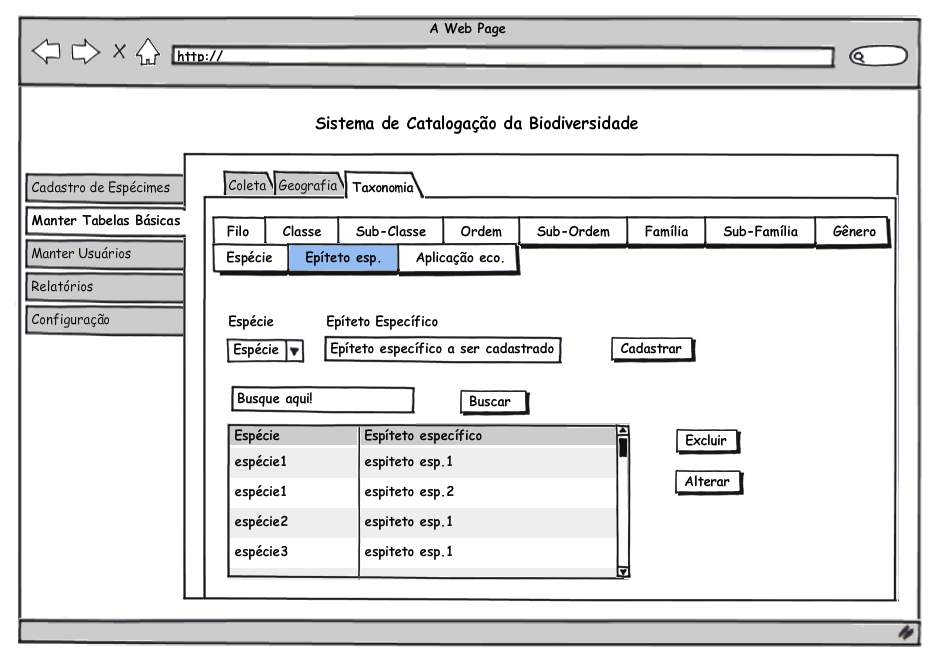 A Web Page
http://
Sistema de Catalogação da Biodiversidade
Cadastro de Espécimes
Manter Tabelas Básicas
Manter Usuários
Relatórios
Configuração
Coleta Geografia Taxonomia
Filo Classe Sub-Classe Ordem Sub-Ordem Família Sub-Família Gênero
Espécie Epíteto esp. Aplicação eco.
Espécie Epíteto Específico
Espécie Epíteto específico a ser cadastrado Cadastrar
Busque aqui! Buscar
Espécie Espíteto específico
espécie1 espiteto esp.1
espécie1 espiteto esp.2
espécie2 espiteto esp.1
espécie3 espiteto esp.1
Excluir
Alterar